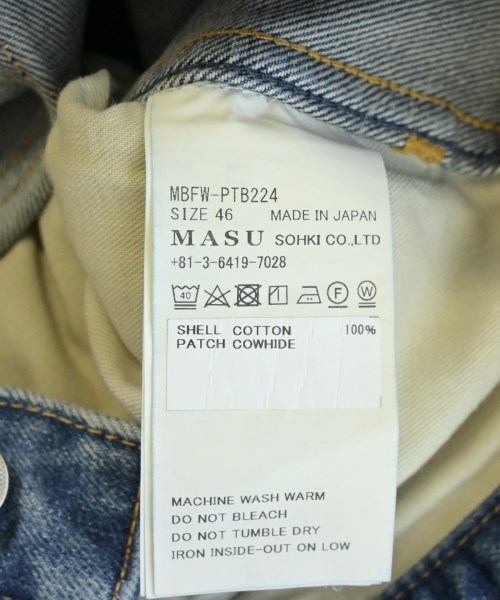 MBFW-PTB224
SIZE 46 MADE IN JAPAN
MASU SOHKI CO.,LTD
+81-3-6419-7028
40 F W
SHELL COTTON 100%
PATCH COWHIDE
MACHINE WASH WARM
DO NOT BLEACH
DO NOT TUMBLE DRY
IRON INSIDE-OUT ON LOW